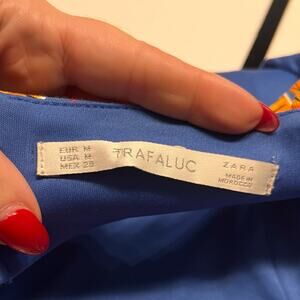 EUR M
USA M
MEX 28
TRAFALUC
ZARA
MADE IN
MOROCCO